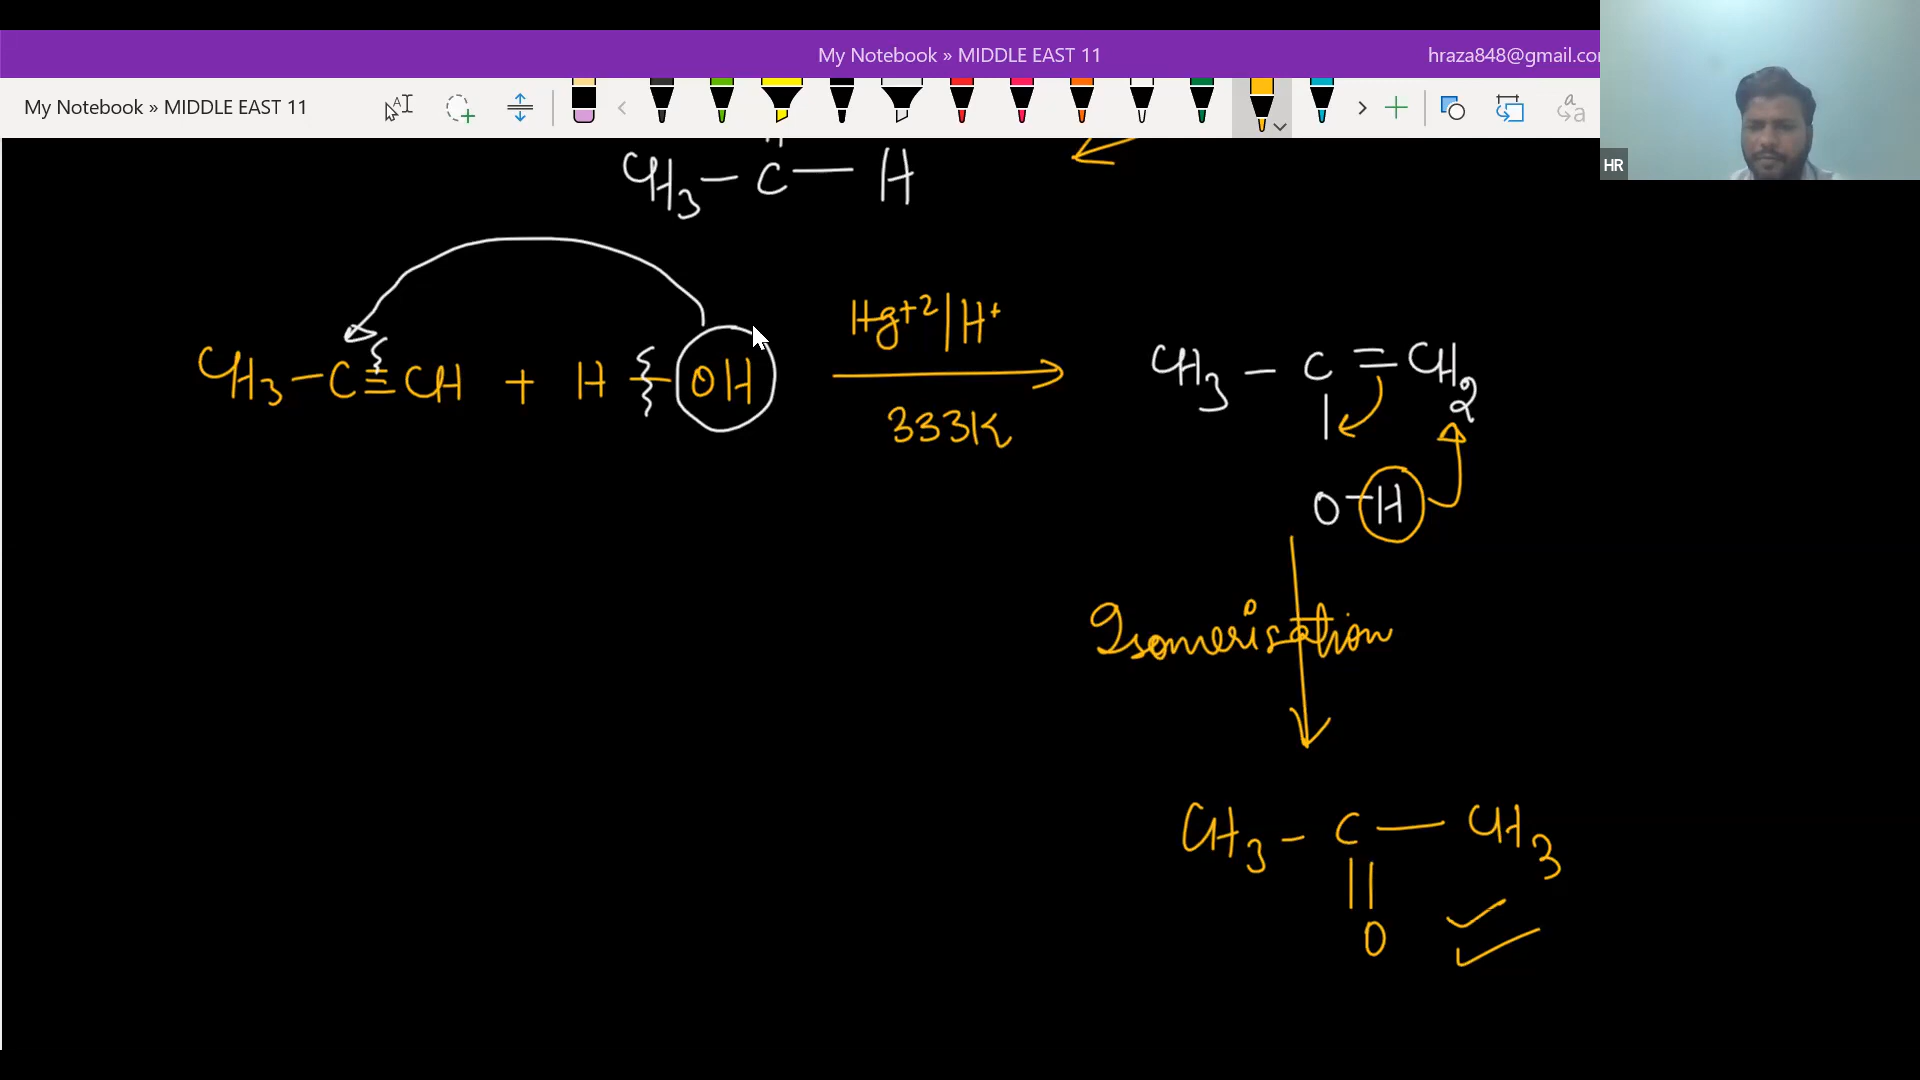 My Notebook » MIDDLE EAST 11
hraza848@gmail.co
My Notebook » MIDDLE EAST 11
HR
CH3 — C — H
CH3 — C ≡ CH + H — OH
Hg+2 | H+
333K
CH3 — C = CH2
|
O — H
Isomerisation
CH3 — C — CH3
||
O